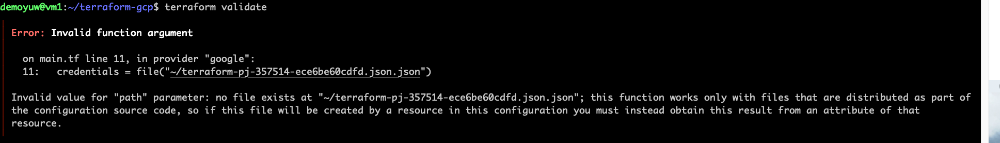 demoyuw@vm1:~/terraform-gcp$ terraform validate
Error: Invalid function argument
on main.tf line 11, in provider "google":
11:   credentials = file("~/terraform-pj-357514-ece6be60cdfd.json.json")
Invalid value for "path" parameter: no file exists at "~/terraform-pj-357514-ece6be60cdfd.json.json"; this function works only with files that are distributed as part of
the configuration source code, so if this file will be created by a resource in this configuration you must instead obtain this result from an attribute of that
resource.